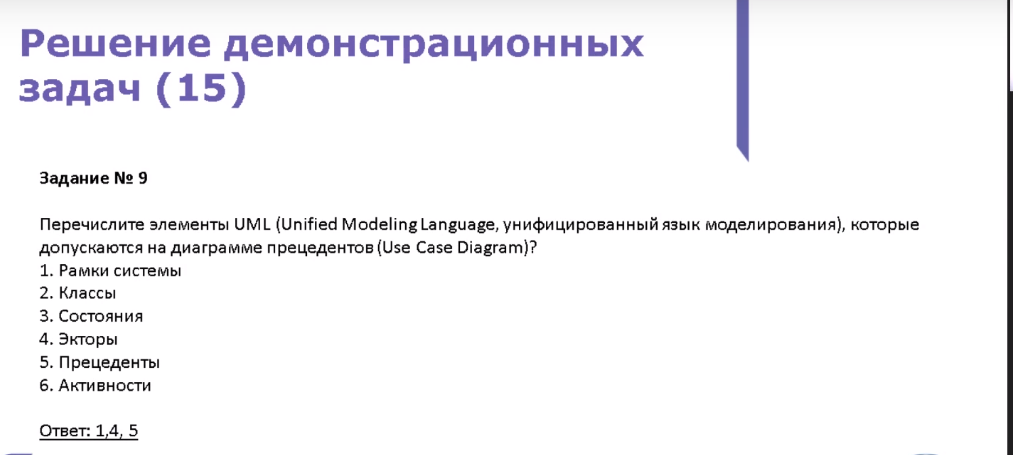 Решение демонстрационных
задач (15)
Задание № 9
Перечислите элементы UML (Unified Modeling Language, унифицированный язык моделирования), которые
допускаются на диаграмме прецедентов (Use Case Diagram)?
1. Рамки системы
2. Классы
3. Состояния
4. Экторы
5. Прецеденты
6. Активности
Ответ: 1,4, 5